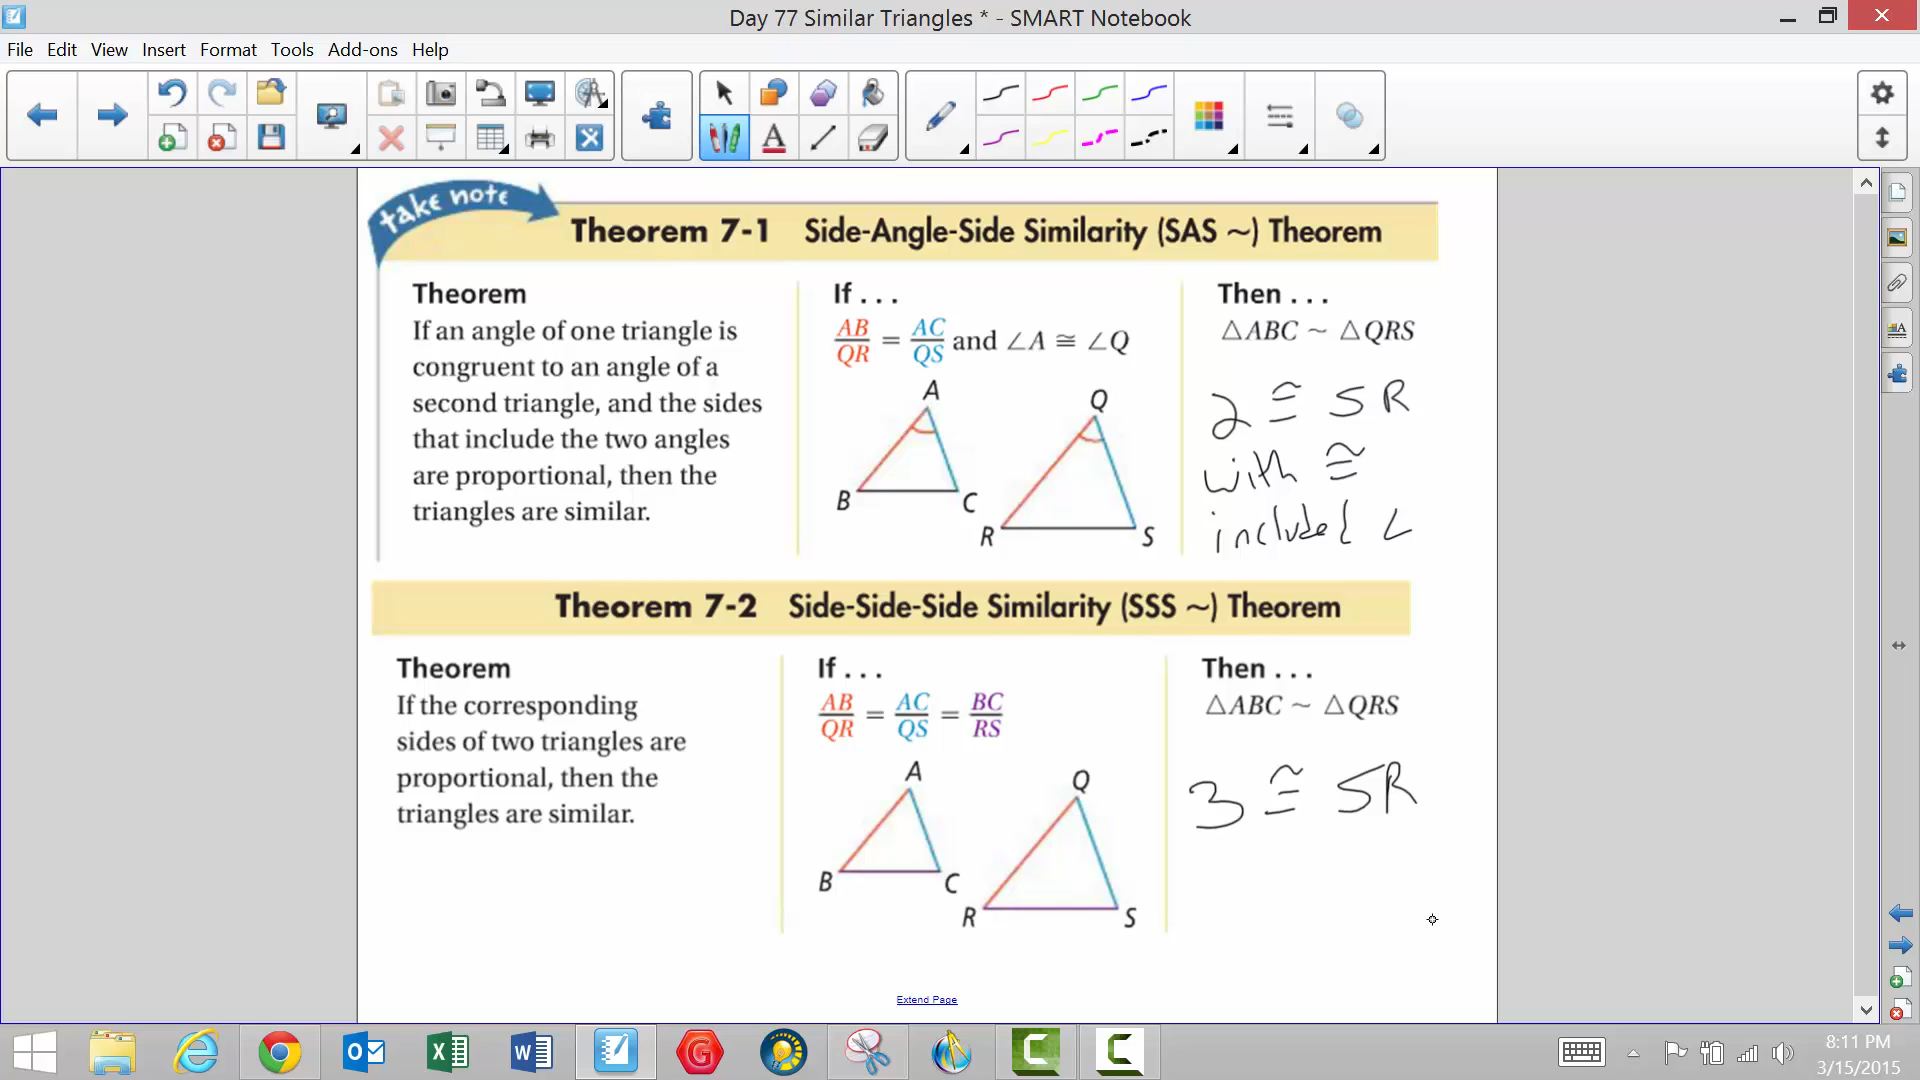 Day 77 Similar Triangles * - SMART Notebook
File Edit View Insert Format Tools Add-ons Help
take note
Theorem 7-1 Side-Angle-Side Similarity (SAS ~) Theorem
Theorem
If an angle of one triangle is
congruent to an angle of a
second triangle, and the sides
that include the two angles
are proportional, then the
triangles are similar.
If . . .
AB/QR = AC/QS and ∠A ≅ ∠Q
A
B
C
Q
R
S
Then . . .
△ABC ~ △QRS
2 ≅ SR
with ≅
included ∠
Theorem 7-2 Side-Side-Side Similarity (SSS ~) Theorem
Theorem
If the corresponding
sides of two triangles are
proportional, then the
triangles are similar.
If . . .
AB/QR = AC/QS = BC/RS
A
B
C
Q
R
S
Then . . .
△ABC ~ △QRS
3 ≅ SR
Extend Page
8:11 PM
3/15/2015